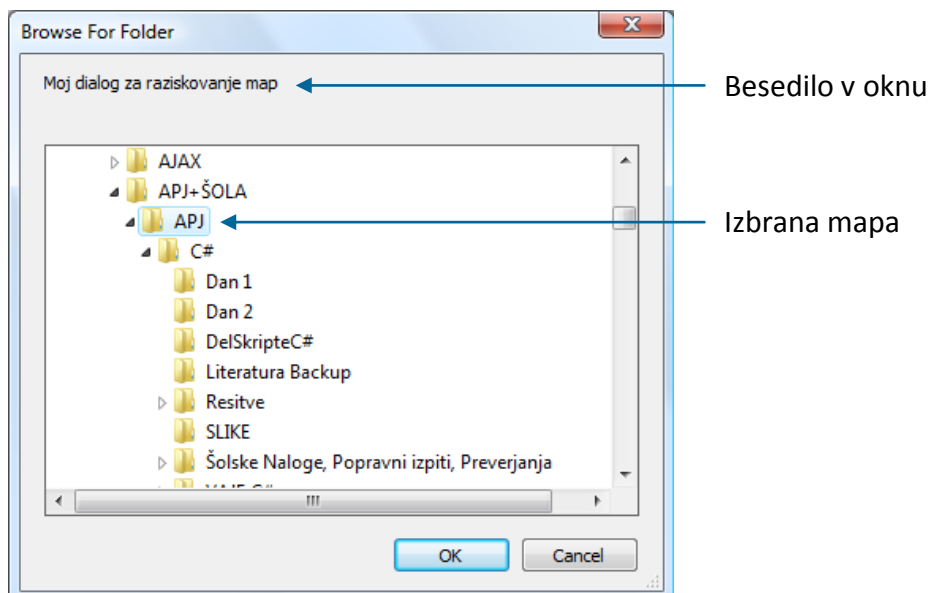 Browse For Folder
Moj dialog za raziskovanje map
Besedilo v oknu
AJAX
APJ+ŠOLA
APJ
Izbrana mapa
C#
Dan 1
Dan 2
DelSkripteC#
Literatura Backup
Resitve
SLIKE
Šolske Naloge, Popravni izpiti, Preverjanja
OK
Cancel